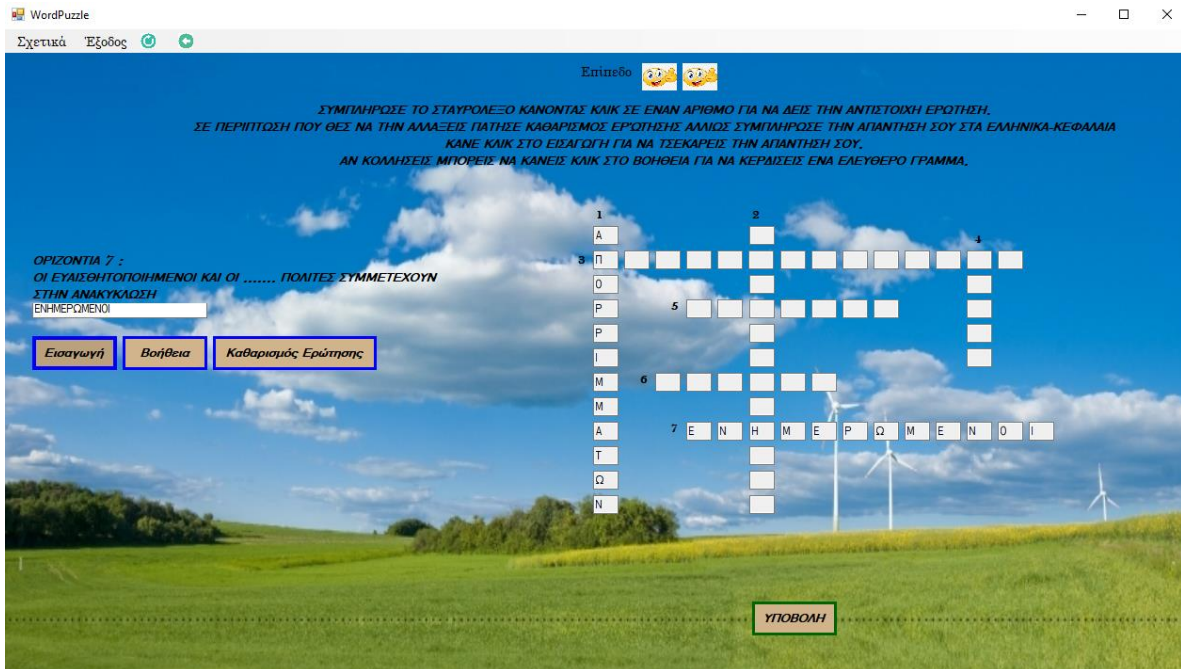 WordPuzzle
Σχετικά Έξοδος
Επίπεδο
ΣΥΜΠΛΗΡΩΣΕ ΤΟ ΣΤΑΥΡΟΛΕΞΟ ΚΑΝΟΝΤΑΣ ΚΛΙΚ ΣΕ ΕΝΑΝ ΑΡΙΘΜΟ ΓΙΑ ΝΑ ΔΕΙΣ ΤΗΝ ΑΝΤΙΣΤΟΙΧΗ ΕΡΩΤΗΣΗ.
ΣΕ ΠΕΡΙΠΤΩΣΗ ΠΟΥ ΘΕΣ ΝΑ ΤΗΝ ΑΛΛΑΞΕΙΣ ΠΑΤΗΣΕ ΚΑΘΑΡΙΣΜΟΣ ΕΡΏΤΗΣΗΣ ΑΛΛΙΩΣ ΣΥΜΠΛΗΡΩΣΕ ΤΗΝ ΑΠΑΝΤΗΣΗ ΣΟΥ ΣΤΑ ΕΛΛΗΝΙΚΑ-ΚΕΦΑΛΑΙΑ
ΚΑΝΕ ΚΛΙΚ ΣΤΟ ΕΙΣΑΓΩΓΗ ΓΙΑ ΝΑ ΤΣΕΚΑΡΕΙΣ ΤΗΝ ΑΠΑΝΤΗΣΗ ΣΟΥ.
ΑΝ ΚΟΛΛΗΣΕΙΣ ΜΠΟΡΕΙΣ ΝΑ ΚΑΝΕΙΣ ΚΛΙΚ ΣΤΟ ΒΟΗΘΕΙΑ ΓΙΑ ΝΑ ΚΕΡΔΙΣΕΙΣ ΕΝΑ ΕΛΕΥΘΕΡΟ ΓΡΑΜΜΑ.
ΟΡΙΖΟΝΤΙΑ 7 :
ΟΙ ΕΥΑΙΣΘΗΤΟΠΟΙΗΜΕΝΟΙ ΚΑΙ ΟΙ ....... ΠΟΛΙΤΕΣ ΣΥΜΜΕΤΕΧΟΥΝ
ΣΤΗΝ ΑΝΑΚΥΚΛΩΣΗ
ΕΝΗΜΕΡΩΜΕΝΟΙ
Εισαγωγή Βοήθεια Καθαρισμός Ερώτησης
1 2
Α 4
3 Π
Ο
Ρ 5
Ρ
Ι
Μ 6
Μ
Α 7 Ε Ν Η Μ Ε Ρ Ω Μ Ε Ν Ο Ι
Τ
Ω
Ν
ΥΠΟΒΟΛΗ